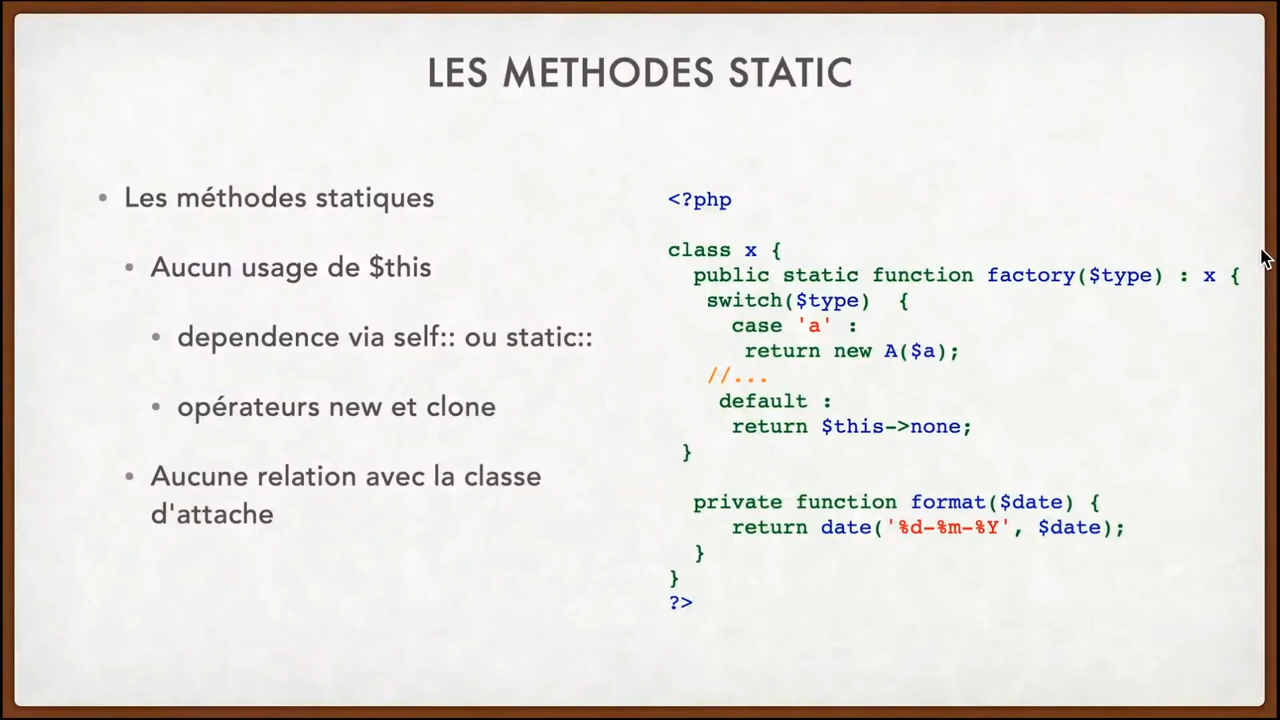 LES METHODES STATIC
Les méthodes statiques
Aucun usage de $this
dependence via self:: ou static::
opérateurs new et clone
Aucune relation avec la classe
d'attache
<?php
class x {
public static function factory($type) : x {
switch($type)  {
case 'a' :
return new A($a);
//...
default :
return $this->none;
}
private function format($date) {
return date('%d-%m-%Y', $date);
}
}
?>